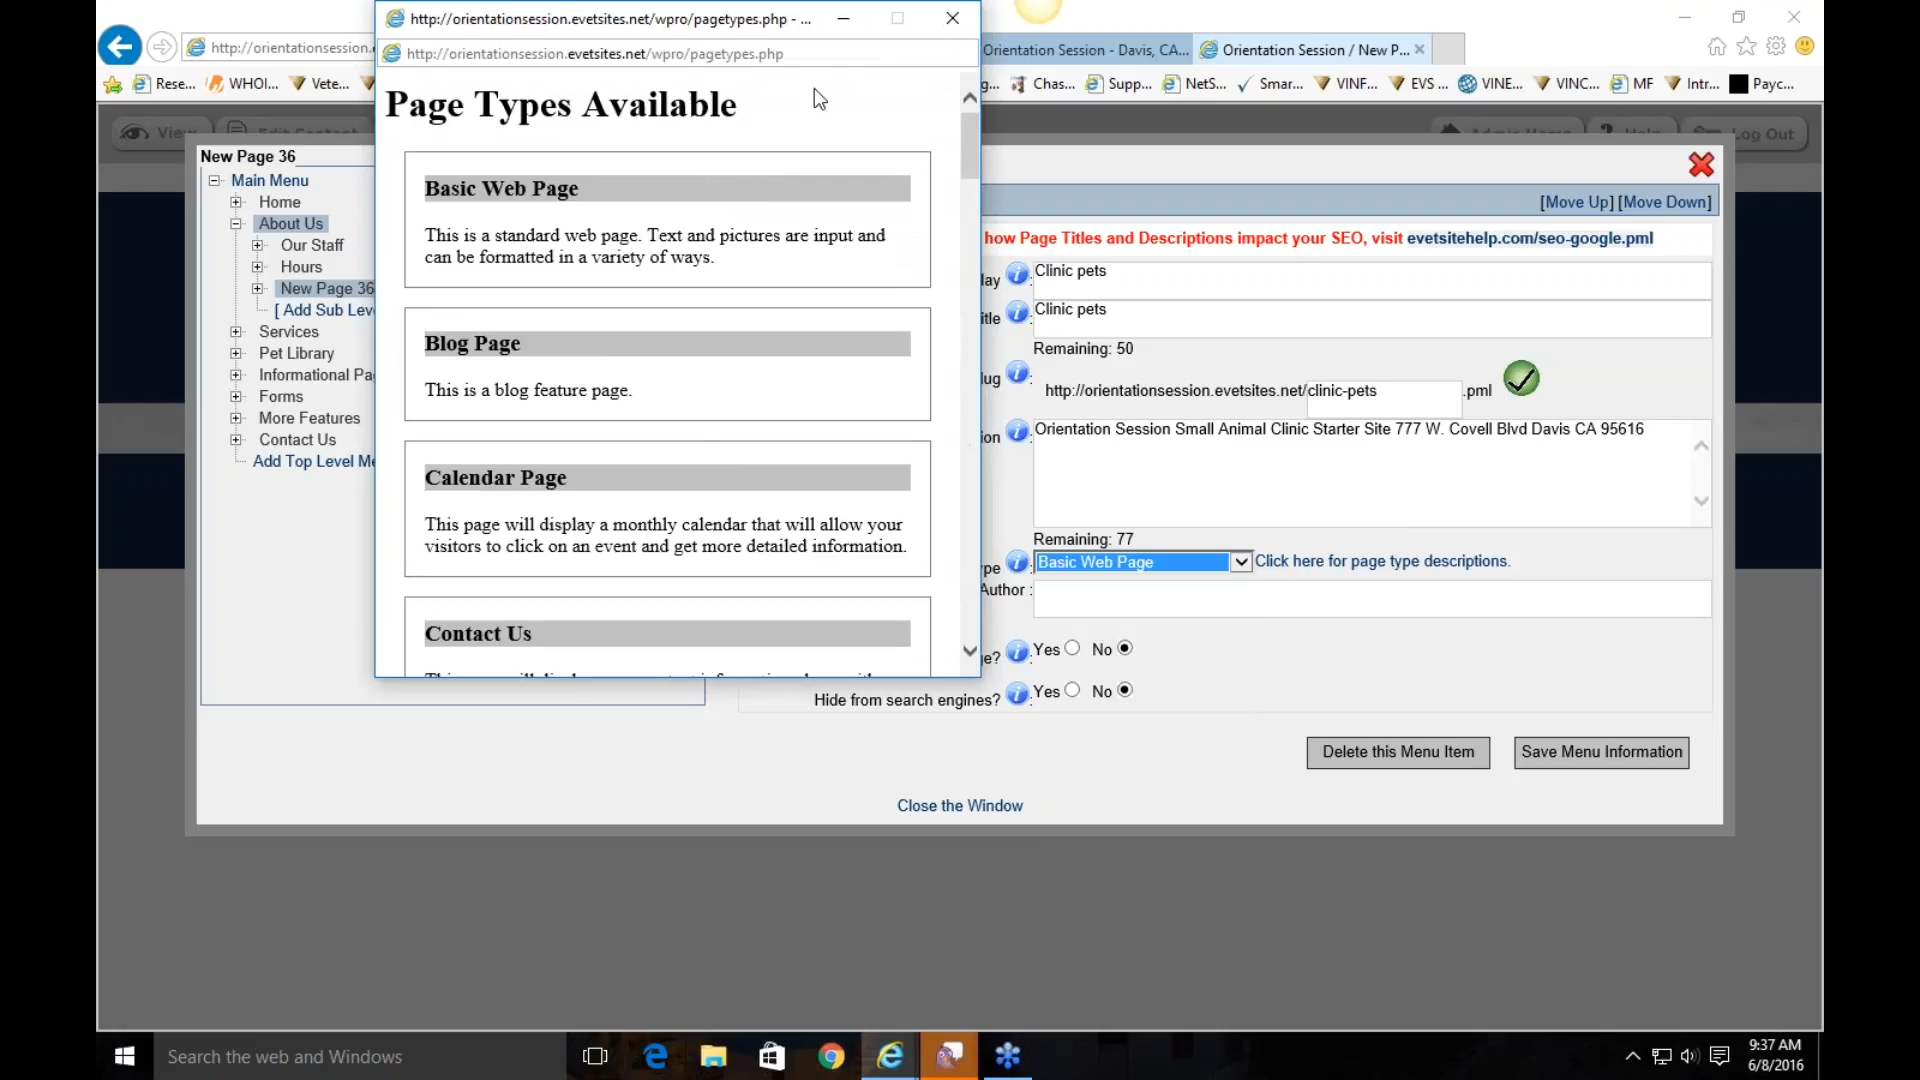 http://orientationsession.evetsites.net/wpro/pagetypes.php - ...
http://orientationsession.evetsites.net/wpro/pagetypes.php
http://orientationsession.
Orientation Session - Davis, CA...
Orientation Session / New P...
Rese...
WHOI...
Vete...
Chas...
Supp...
NetS...
Smar...
VINF...
EVS ...
VINE...
VINC...
MF
Intr...
Payc...
View
Edit Content
Admin Home
Help
Log Out
Page Types Available
Basic Web Page
This is a standard web page. Text and pictures are input and
can be formatted in a variety of ways.
Blog Page
This is a blog feature page.
Calendar Page
This page will display a monthly calendar that will allow your
visitors to click on an event and get more detailed information.
Contact Us
New Page 36
Main Menu
Home
About Us
Our Staff
Hours
New Page 36
[ Add Sub Lev
Services
Pet Library
Informational Pa
Forms
More Features
Contact Us
Add Top Level Me
[Move Up] [Move Down]
how Page Titles and Descriptions impact your SEO, visit evetsitehelp.com/seo-google.pml
lay : Clinic pets
itle : Clinic pets
Remaining: 50
lug : http://orientationsession.evetsites.net/clinic-pets .pml
ion : Orientation Session Small Animal Clinic Starter Site 777 W. Covell Blvd Davis CA 95616
Remaining: 77
ype : Basic Web Page Click here for page type descriptions.
Author :
ge? : Yes No
Hide from search engines? : Yes No
Delete this Menu Item
Save Menu Information
Close the Window
Search the web and Windows
9:37 AM
6/8/2016